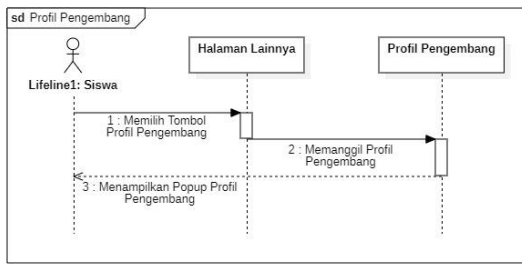 sd Profil Pengembang
Halaman Lainnya
Profil Pengembang
Lifeline1: Siswa
1 : Memilih Tombol
Profil Pengembang
2 : Memanggil Profil
Pengembang
3 : Menampilkan Popup Profil
Pengembang